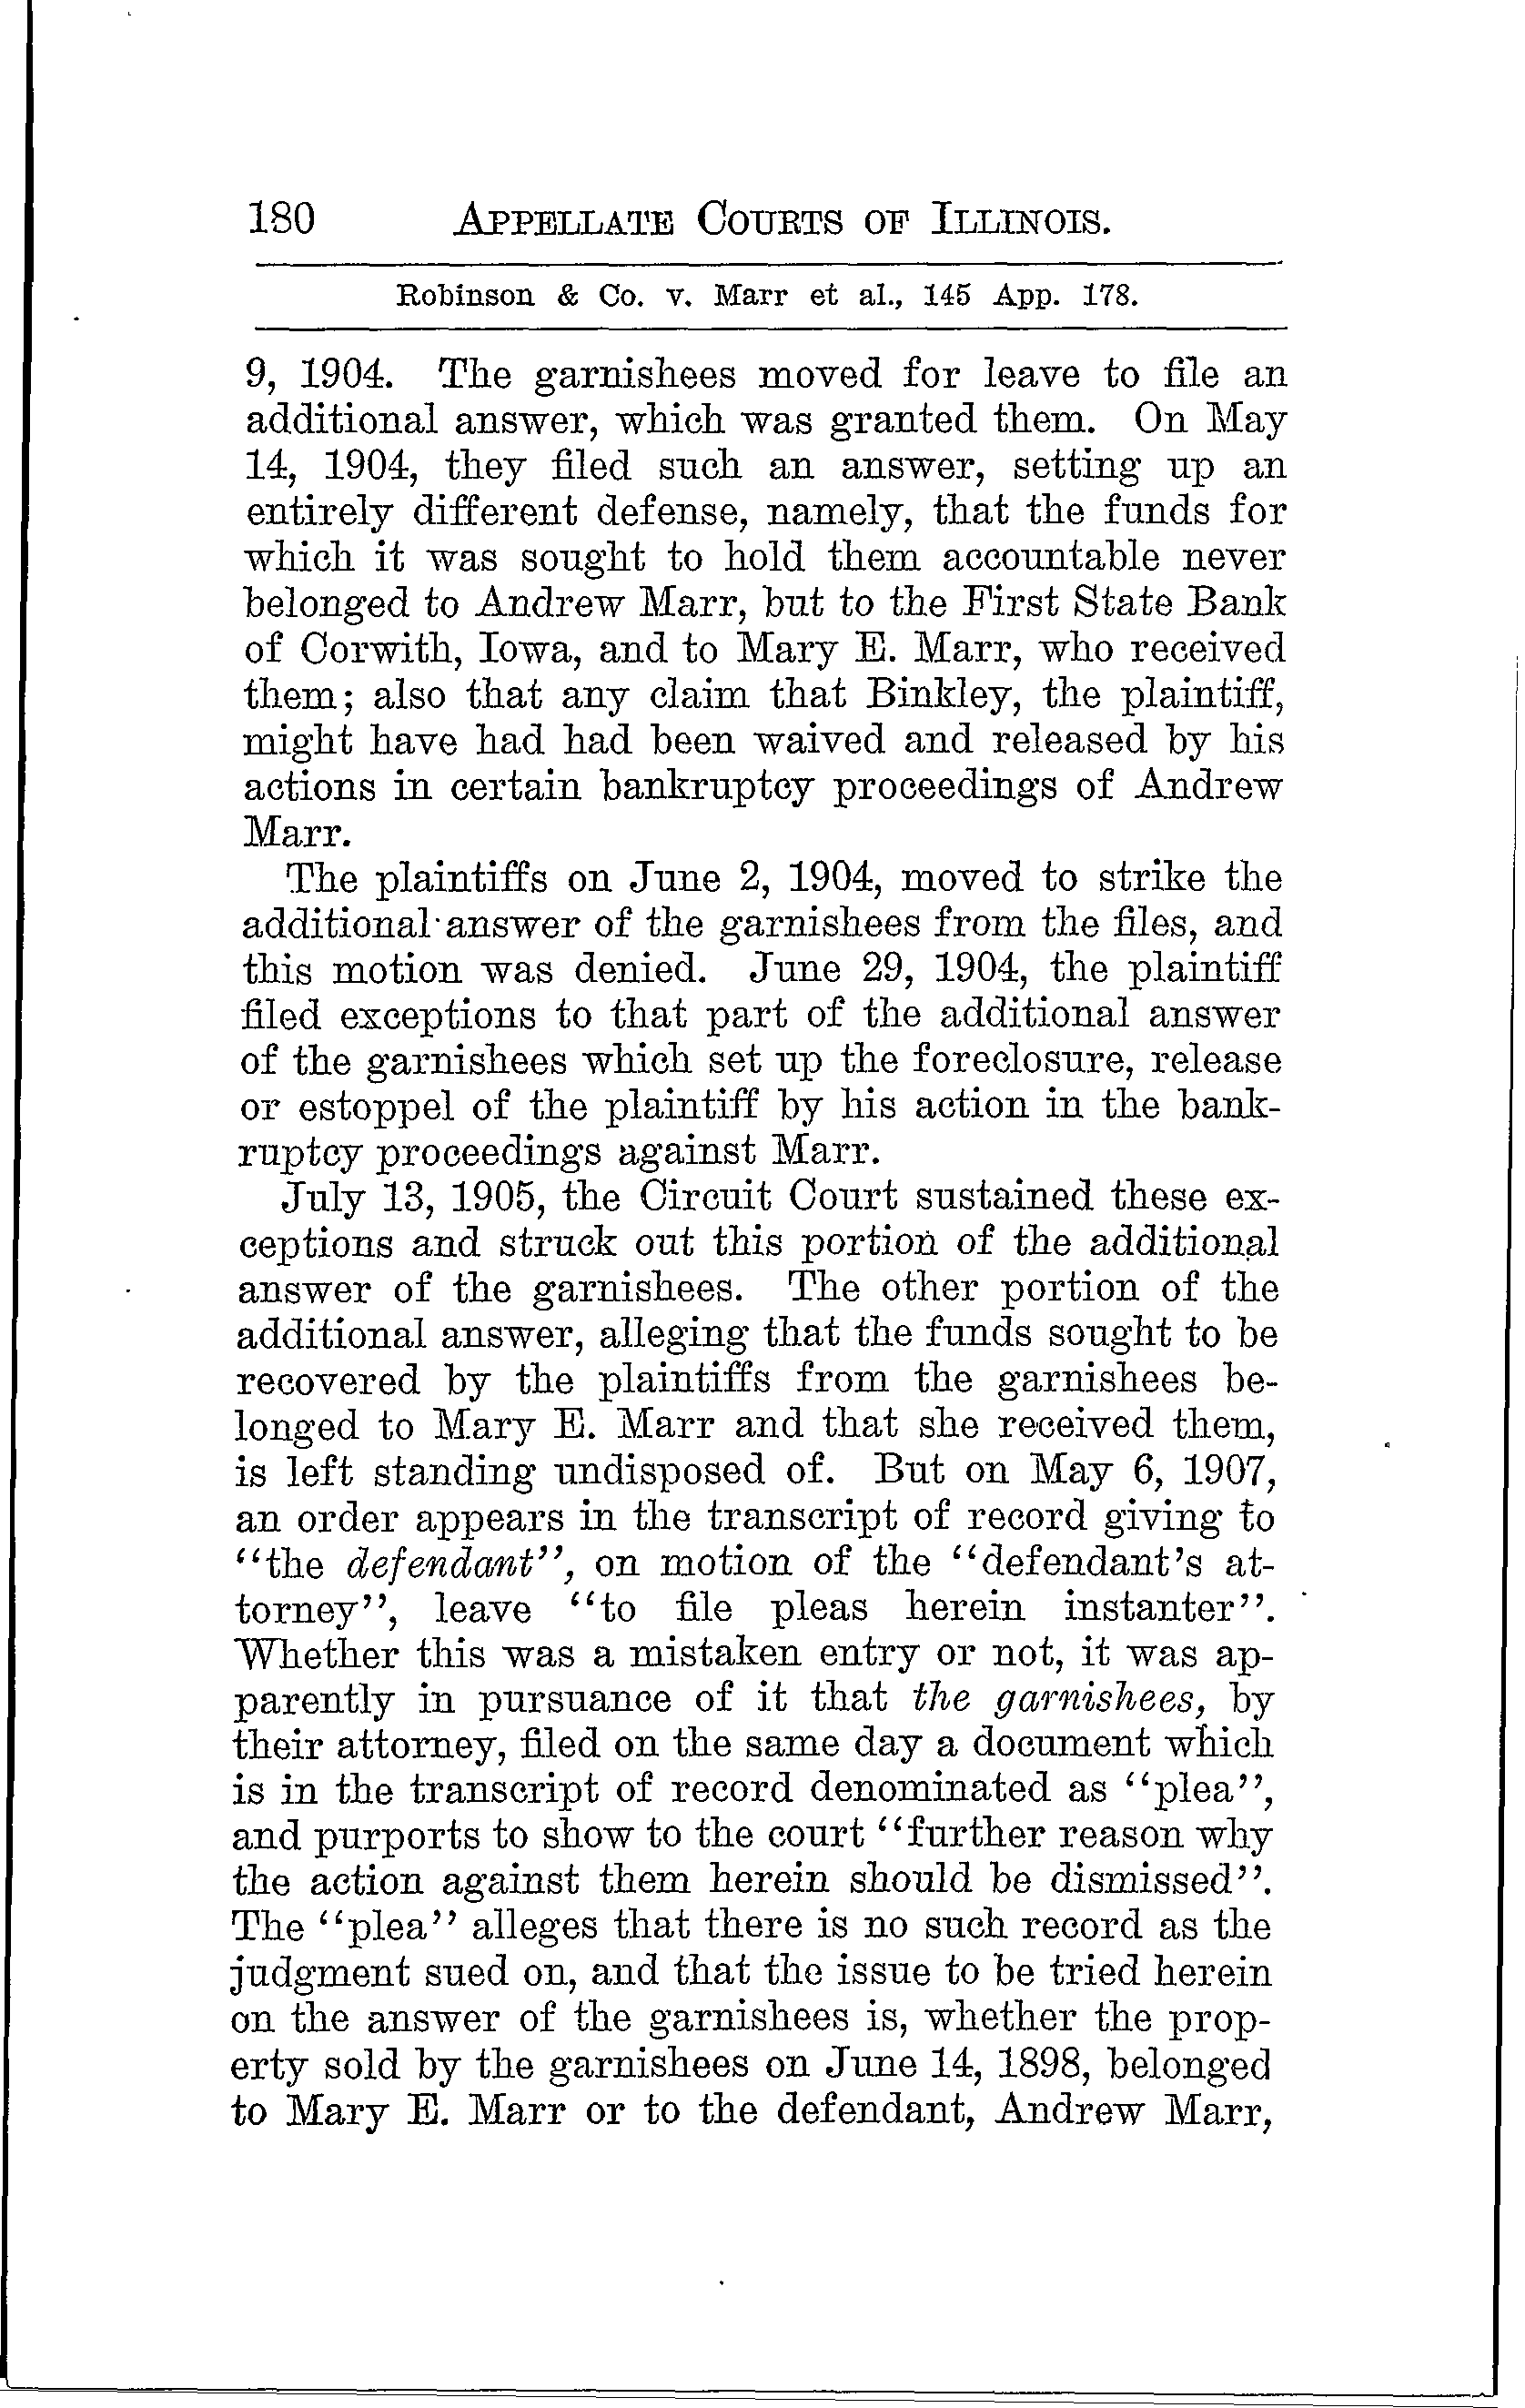 180 APPELLATE COURTS OF ILLINOIS.
Robinson & Co. v. Marr et al., 145 App. 178.
9, 1904. The garnishees moved for leave to file an
additional answer, which was granted them. On May
14, 1904, they filed such an answer, setting up an
entirely different defense, namely, that the funds for
which it was sought to hold them accountable never
belonged to Andrew Marr, but to the First State Bank
of Corwith, Iowa, and to Mary E. Marr, who received
them; also that any claim that Binkley, the plaintiff,
might have had had been waived and released by his
actions in certain bankruptcy proceedings of Andrew
Marr.
The plaintiffs on June 2, 1904, moved to strike the
additional answer of the garnishees from the files, and
this motion was denied. June 29, 1904, the plaintiff
filed exceptions to that part of the additional answer
of the garnishees which set up the foreclosure, release
or estoppel of the plaintiff by his action in the bank-
ruptcy proceedings against Marr.
July 13, 1905, the Circuit Court sustained these ex-
ceptions and struck out this portion of the additional
answer of the garnishees. The other portion of the
additional answer, alleging that the funds sought to be
recovered by the plaintiffs from the garnishees be-
longed to Mary E. Marr and that she received them,
is left standing undisposed of. But on May 6, 1907,
an order appears in the transcript of record giving to
"the defendant", on motion of the "defendant's at-
torney", leave "to file pleas herein instanter".
Whether this was a mistaken entry or not, it was ap-
parently in pursuance of it that the garnishees, by
their attorney, filed on the same day a document which
is in the transcript of record denominated as "plea",
and purports to show to the court "further reason why
the action against them herein should be dismissed".
The "plea" alleges that there is no such record as the
judgment sued on, and that the issue to be tried herein
on the answer of the garnishees is, whether the prop-
erty sold by the garnishees on June 14, 1898, belonged
to Mary E. Marr or to the defendant, Andrew Marr,